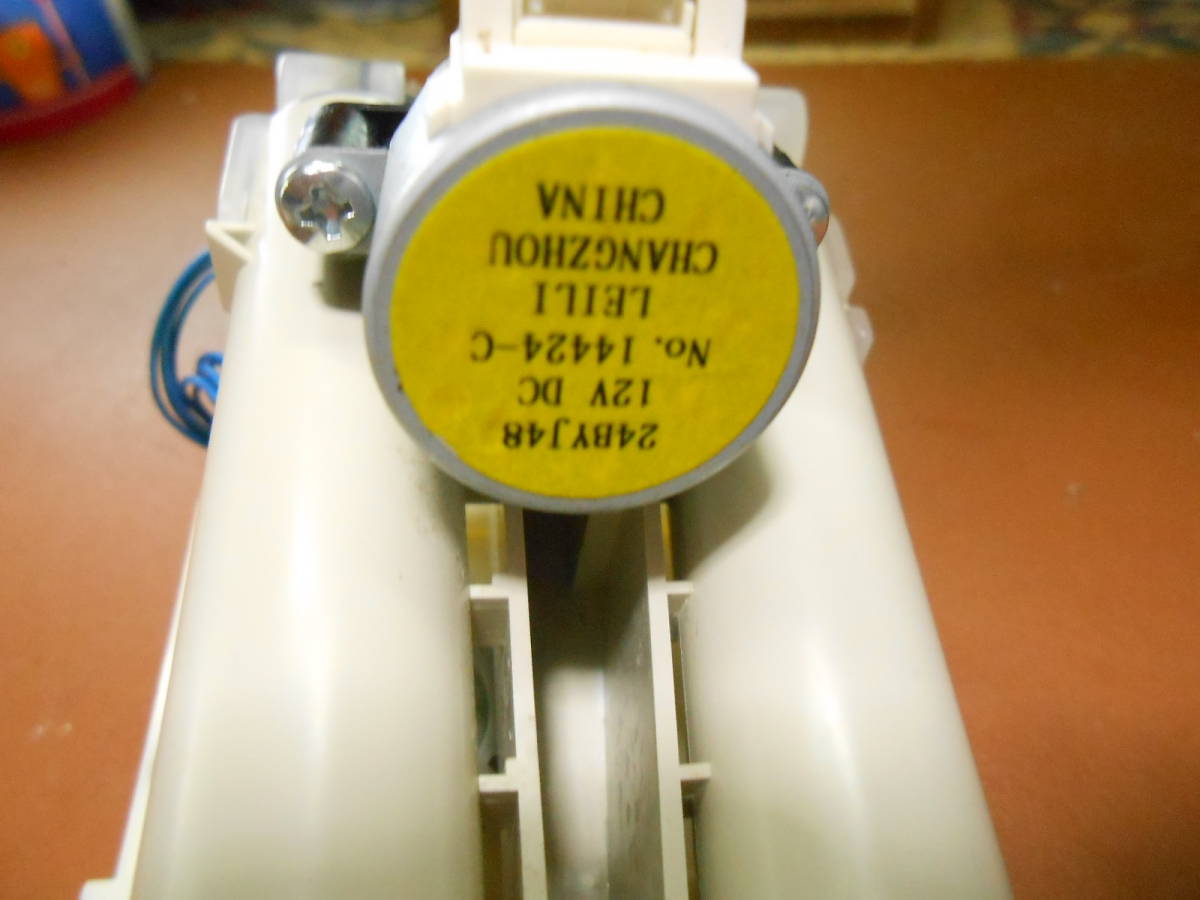 24BYJ48
12V DC
No. 14424-C
LEILI
CHANGZHOU
CHINA